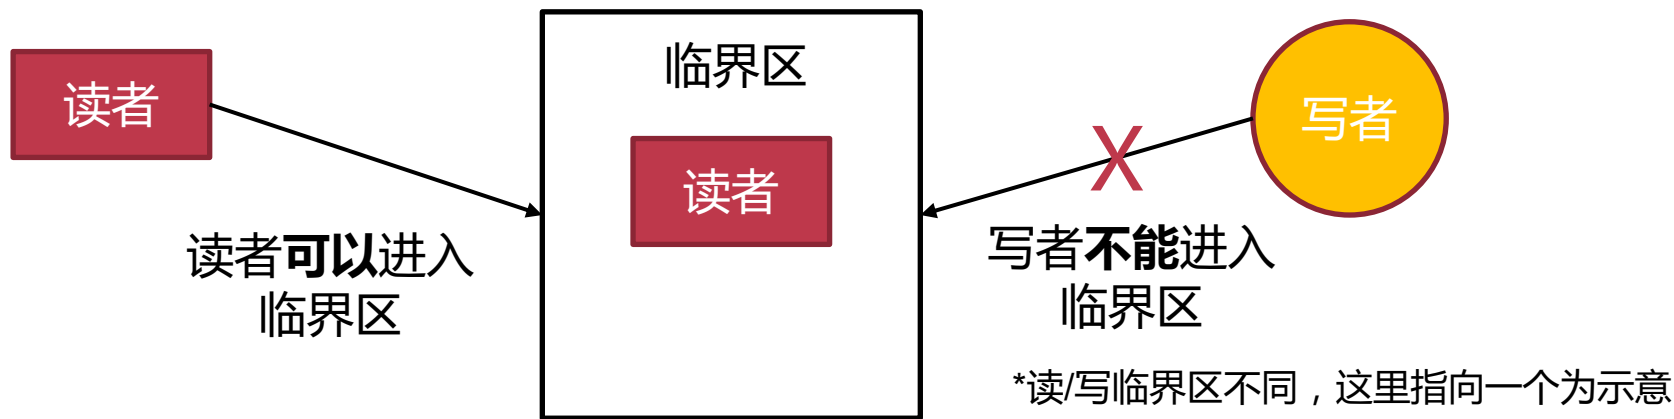 读者
临界区
读者
写者
X
读者可以进入
临界区
写者不能进入
临界区
*读/写临界区不同，这里指向一个为示意